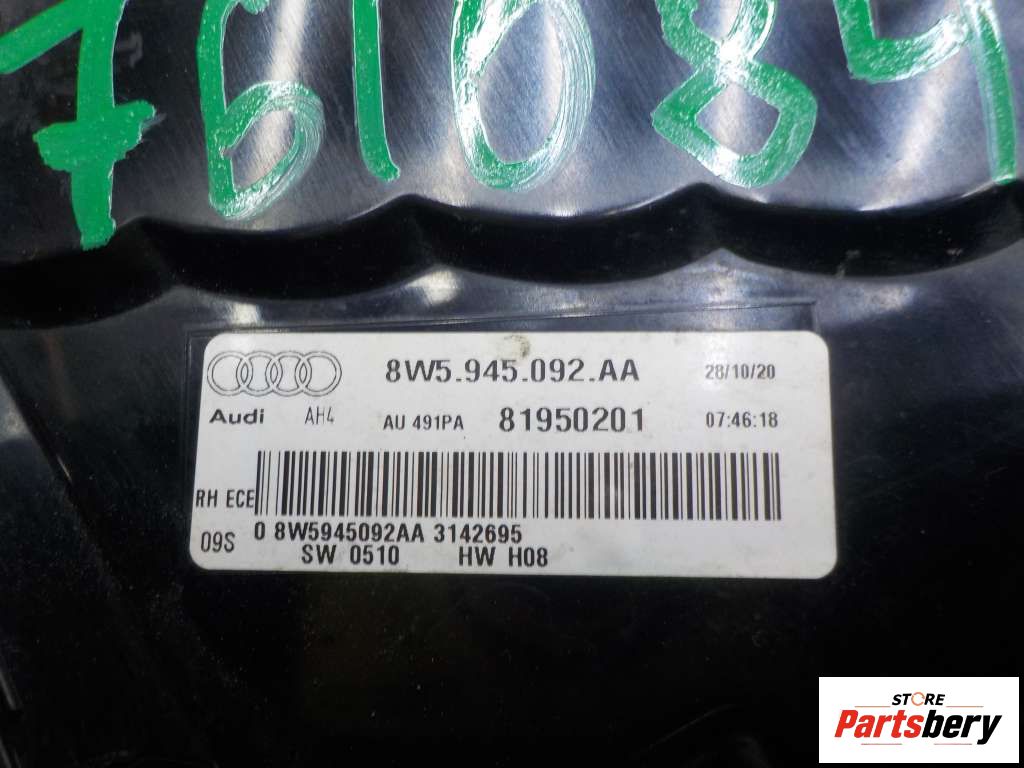 761684
8W5.945.092.AA 28/10/20
Audi AH4 AU 491PA 81950201 07:46:18
RH ECE
0 8W5945092AA 3142695
09S SW 0510 HW H08
STORE
Partsbery